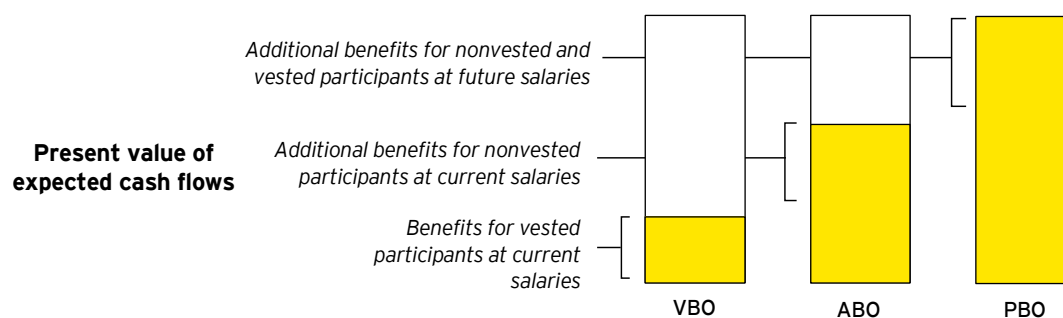 Additional benefits for nonvested and
vested participants at future salaries
Present value of
expected cash flows
Additional benefits for nonvested
participants at current salaries
Benefits for vested
participants at current
salaries
VBO
ABO
PBO